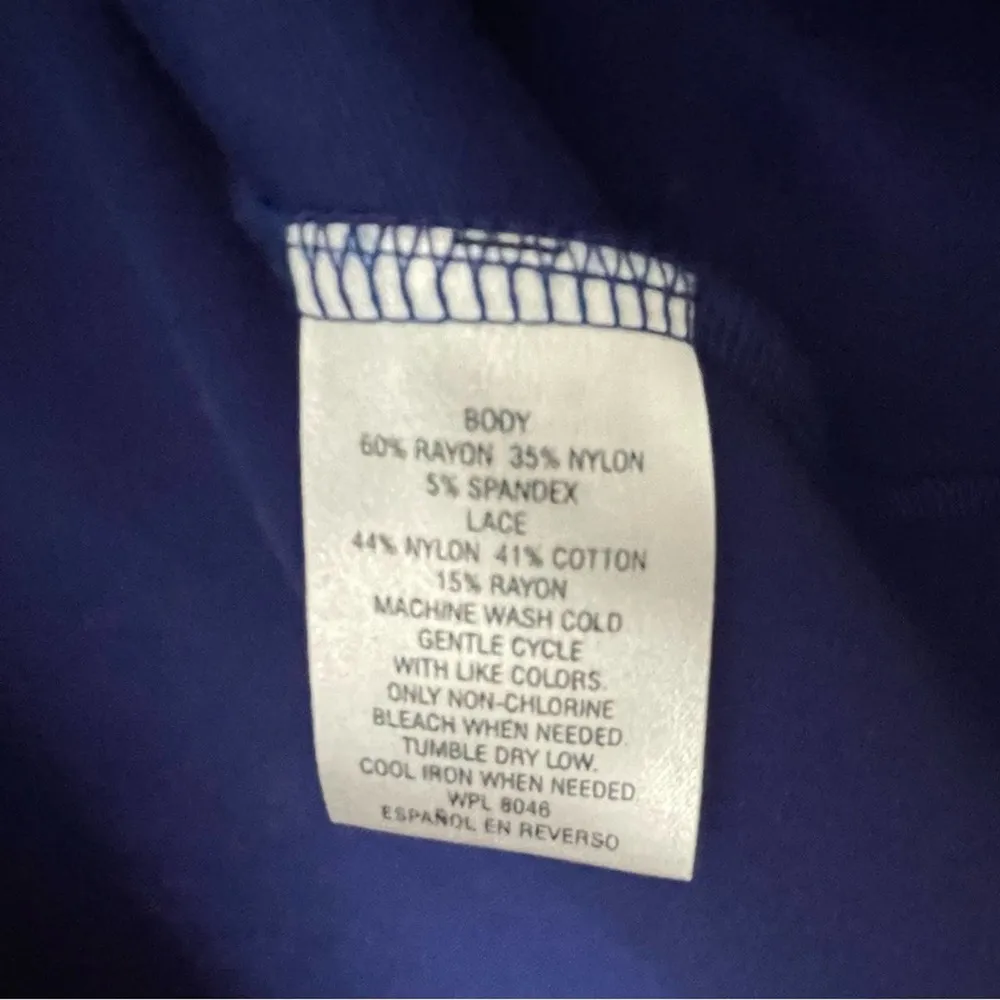 BODY
60% RAYON 35% NYLON
5% SPANDEX
LACE
44% NYLON 41% COTTON
15% RAYON
MACHINE WASH COLD
GENTLE CYCLE
WITH LIKE COLORS.
ONLY NON-CHLORINE
BLEACH WHEN NEEDED.
TUMBLE DRY LOW.
COOL IRON WHEN NEEDED
WPL 8046
ESPAÑOL EN REVERSO